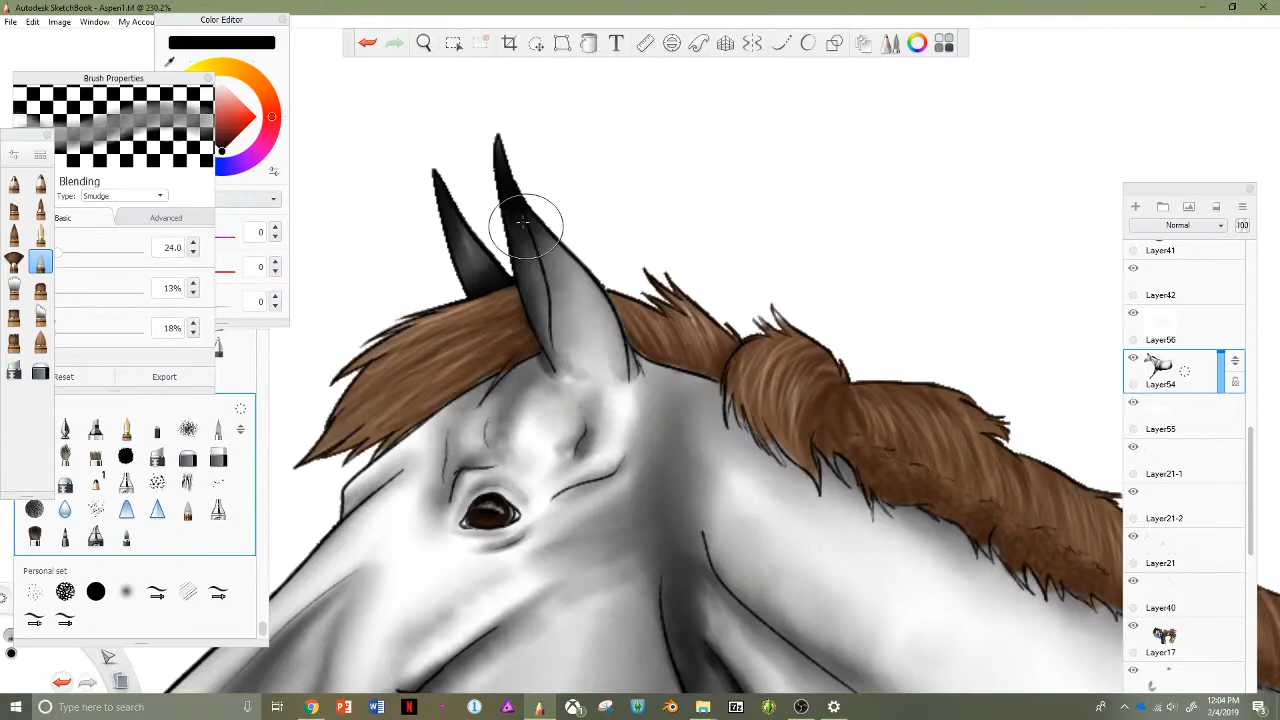 Autodesk SketchBook - Aspen1.tif @ 230.2%
File Edit Image Window My Accou
Color Editor
Brush Properties
Blending
Type: Smudge
Basic Advanced
24.0
13%
18%
Reset Export
0
0
0
Personal set
Normal 100
Layer41
Layer42
Layer56
Layer54
Layer55
Layer21-1
Layer21-2
Layer21
Layer40
Layer17
Type here to search
12:04 PM
2/4/2019